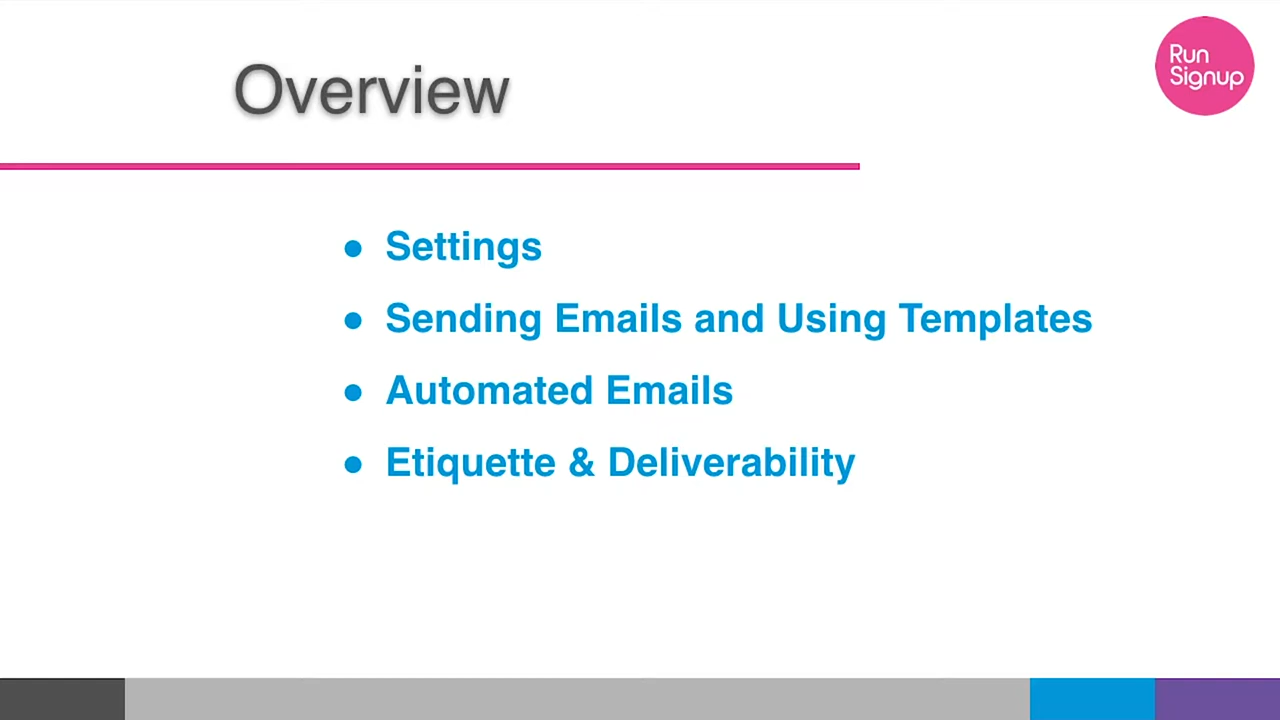 Overview
Run
Signup
● Settings
● Sending Emails and Using Templates
● Automated Emails
● Etiquette & Deliverability